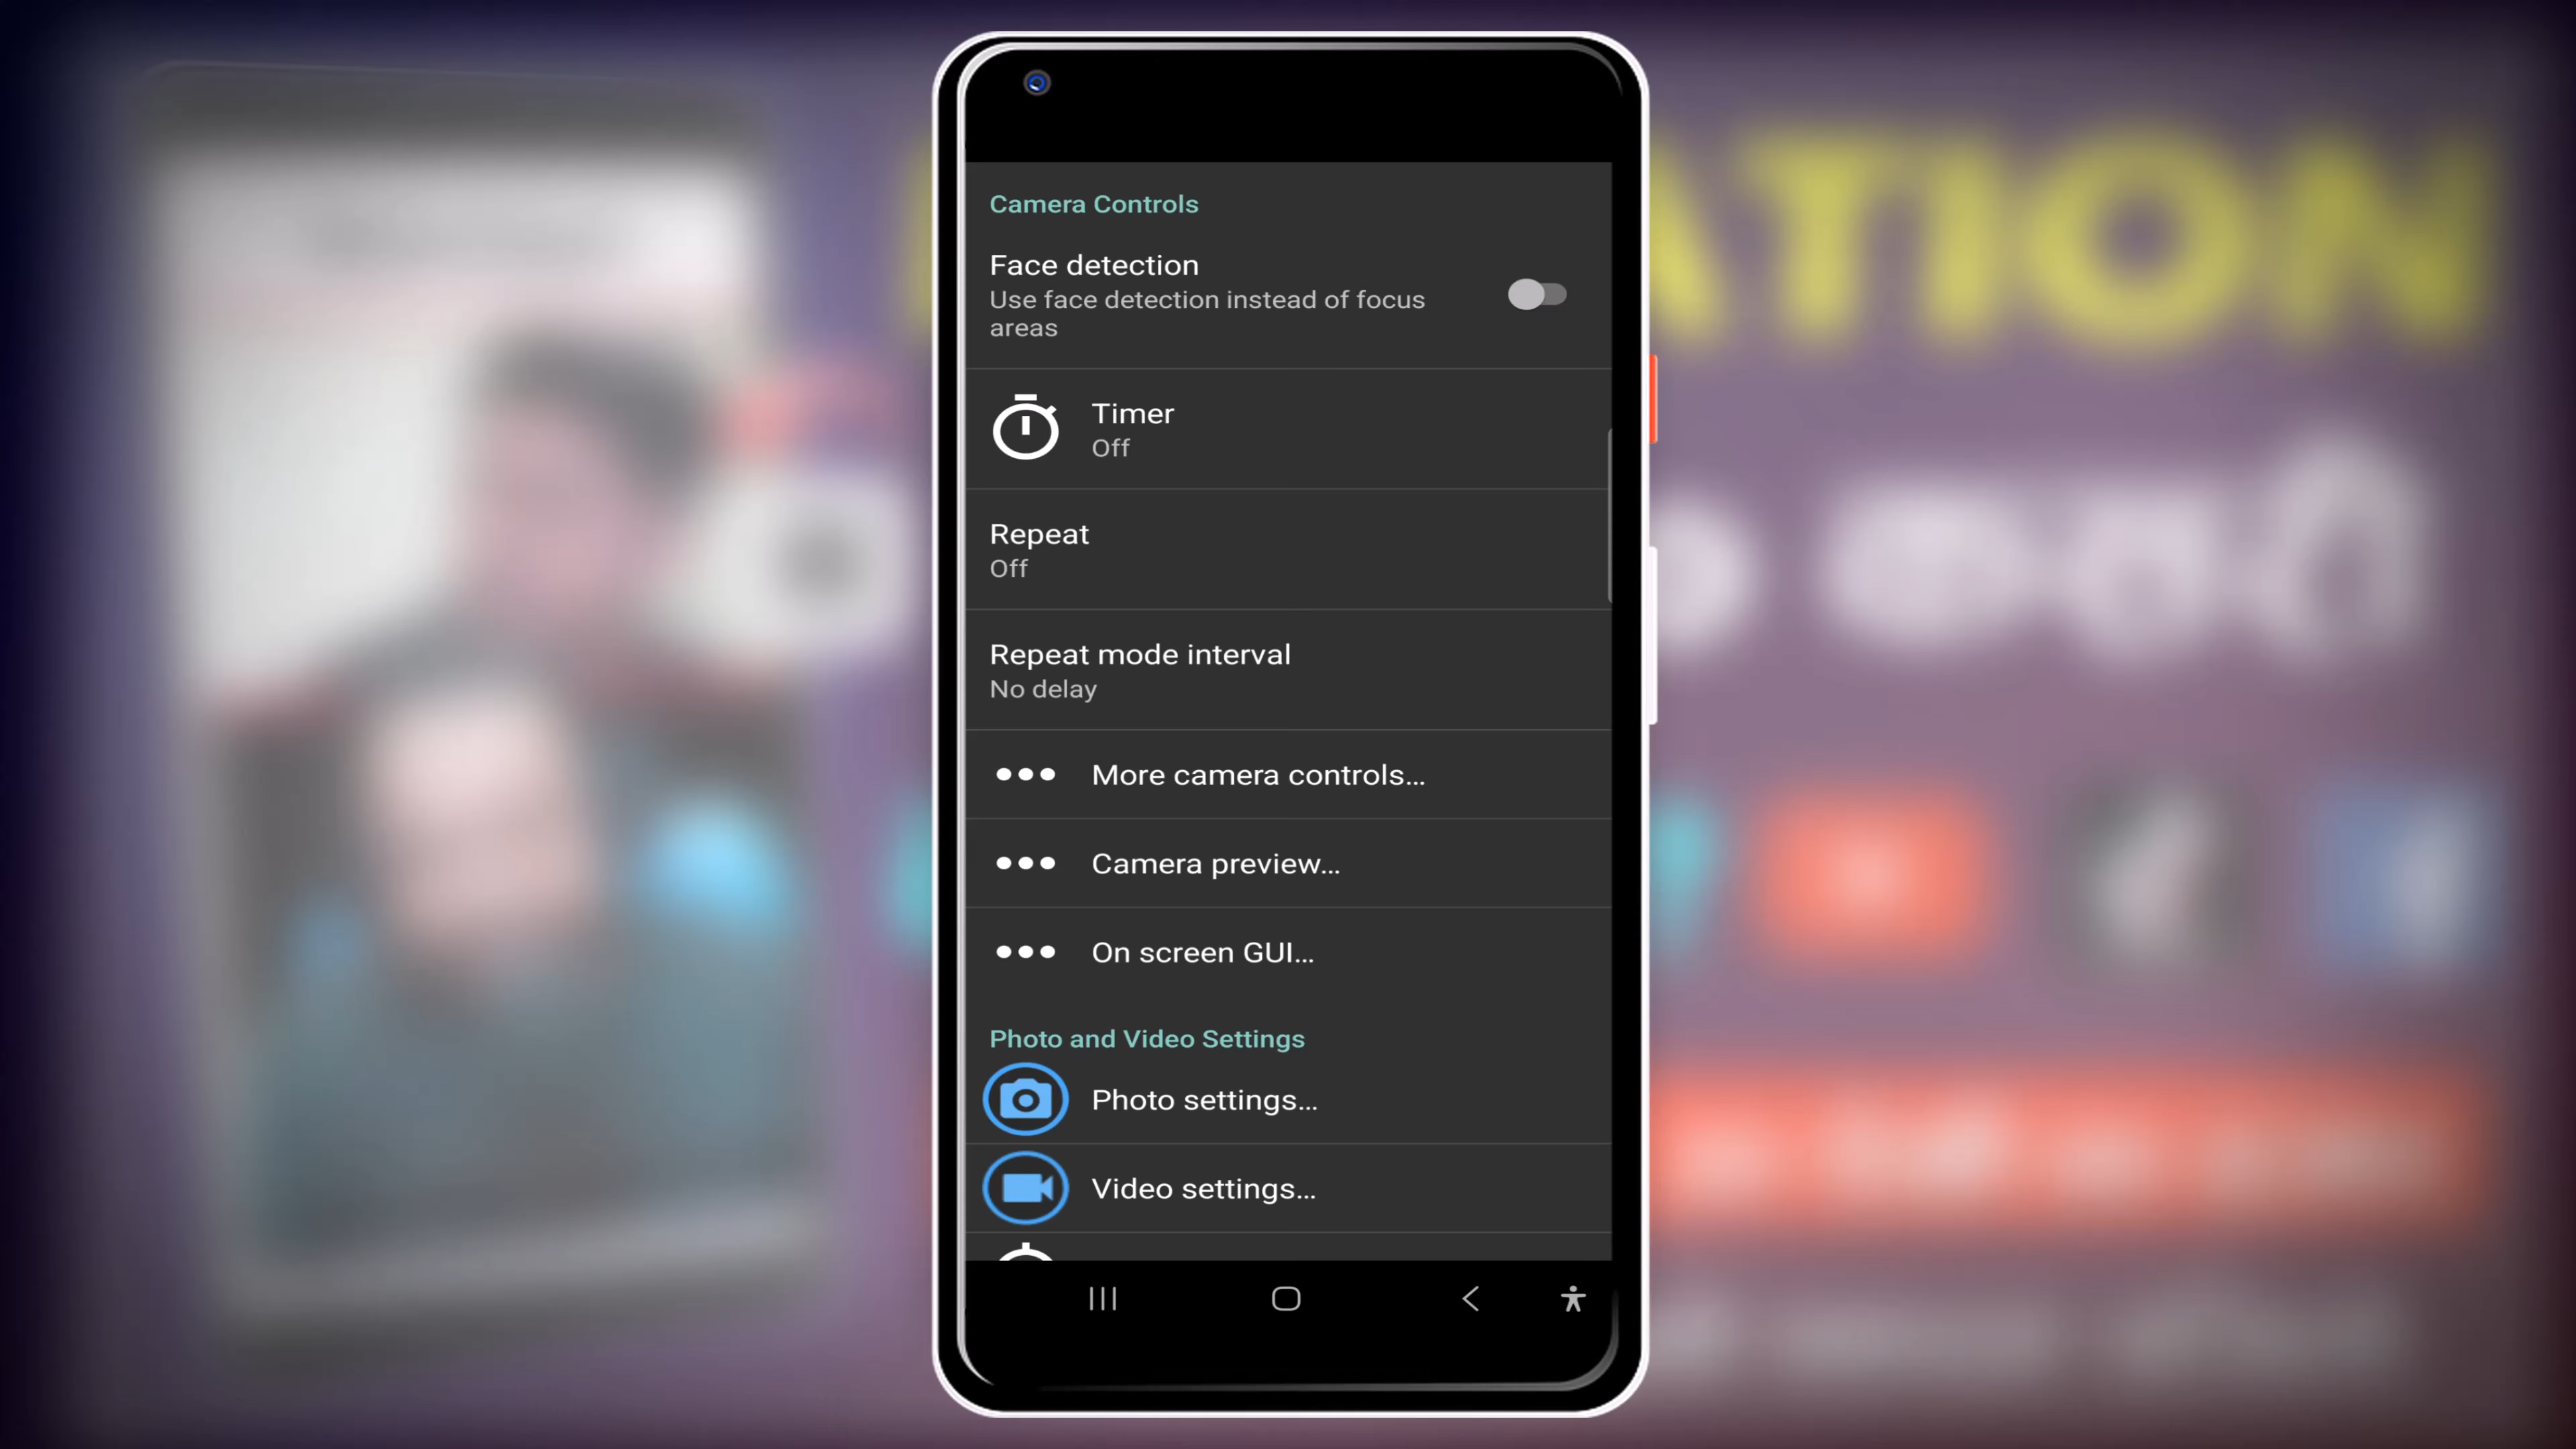 Camera Controls
Face detection
Use face detection instead of focus
areas
Timer
Off
Repeat
Off
Repeat mode interval
No delay
More camera controls...
Camera preview...
On screen GUI...
Photo and Video Settings
Photo settings...
Video settings...
ATION